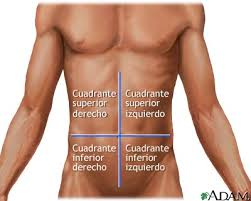 Cuadrante
superior
derecho
Cuadrante
superior
izquierdo
Cuadrante
inferior
derecho
Cuadrante
inferior
izquierdo
ADAM